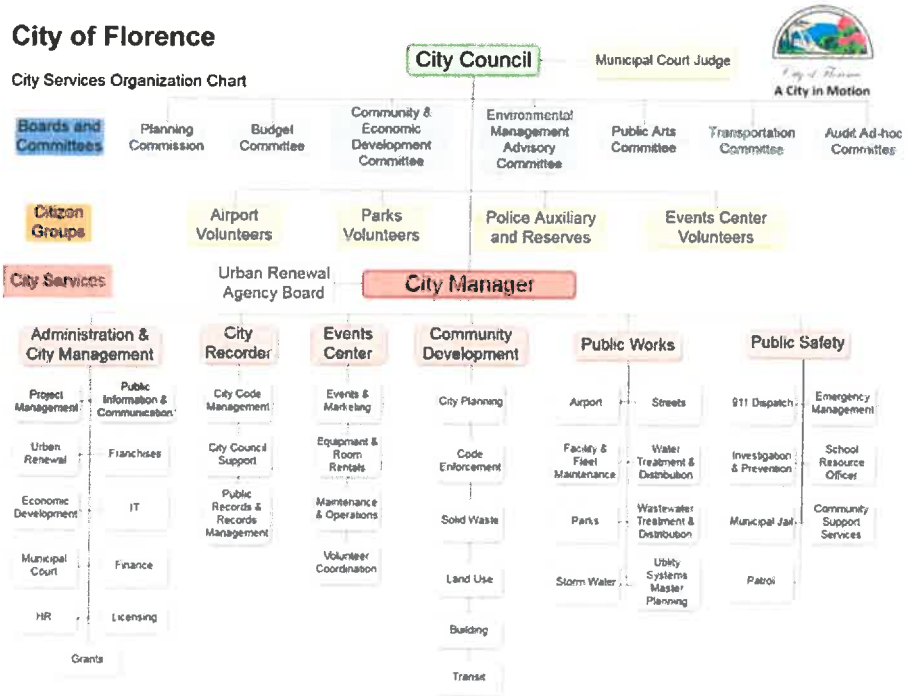 City of Florence
City Services Organization Chart
City Council
Municipal Court Judge
City of Florence
A City in Motion
Boards and
Committees
Planning
Commission
Budget
Committee
Community &
Economic
Development
Committee
Environmental
Management
Advisory
Committee
Public Arts
Committee
Transportation
Committee
Audit Ad-hoc
Committee
Citizen
Groups
Airport
Volunteers
Parks
Volunteers
Police Auxiliary
and Reserves
Events Center
Volunteers
City Services
Urban Renewal
Agency Board
City Manager
Administration &
City Management
City
Recorder
Events
Center
Community
Development
Public Works
Public Safety
Project
Management
Public
Information &
Communication
Urban
Renewal
Franchises
Economic
Development
IT
Municipal
Court
Finance
HR
Licensing
Grants
City Code
Management
City Council
Support
Public
Records &
Records
Management
Events &
Marketing
Equipment &
Room
Rentals
Maintenance
& Operations
Volunteer
Coordination
City Planning
Code
Enforcement
Solid Waste
Land Use
Building
Transit
Airport
Streets
Facility &
Fleet
Maintenance
Water
Treatment &
Distribution
Parks
Wastewater
Treatment &
Distribution
Storm Water
Utility
Systems
Master
Planning
911 Dispatch
Emergency
Management
Investigation
& Prevention
School
Resource
Officer
Municipal Jail
Community
Support
Services
Patrol